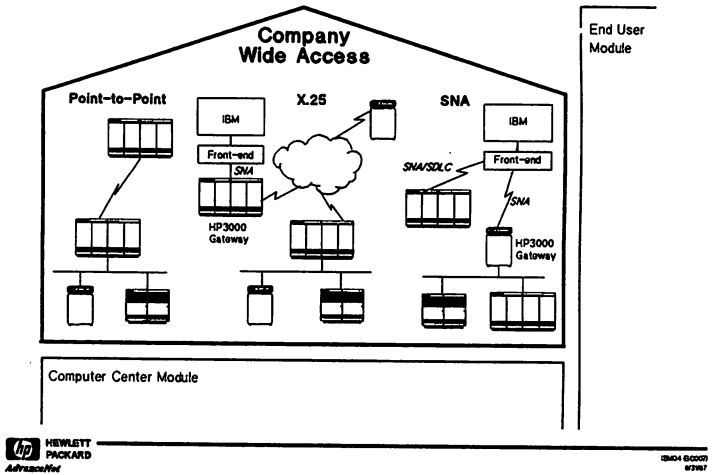 Company
Wide Access
End User
Module
Point-to-Point
X.25
SNA
IBM
IBM
Front-end
Front-end
SNA
SNA/SDLC
SNA
HP3000
Gateway
HP3000
Gateway
Computer Center Module
hp HEWLETT
PACKARD
AdvanceNet